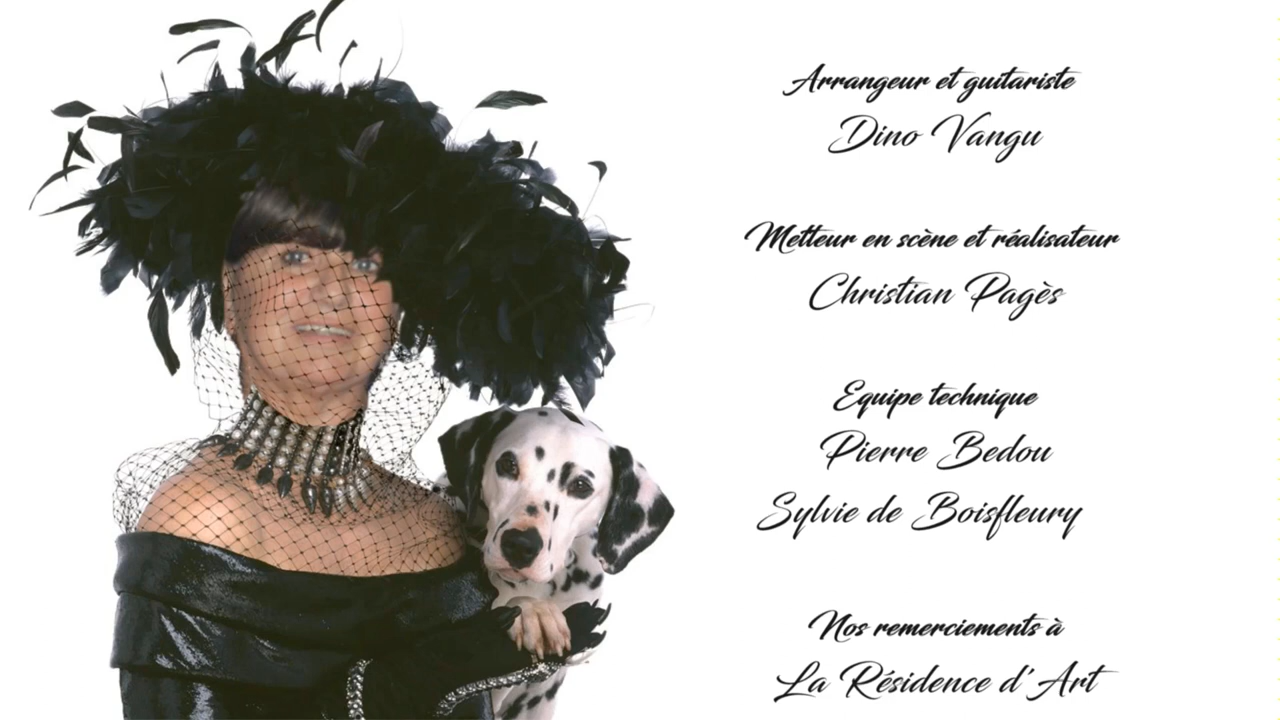 Arrangeur et guitariste
Dino Vangu
Metteur en scène et réalisateur
Christian Pagès
Equipe technique
Pierre Bedou
Sylvie de Boisfleury
Nos remerciements à
La Résidence d'Art